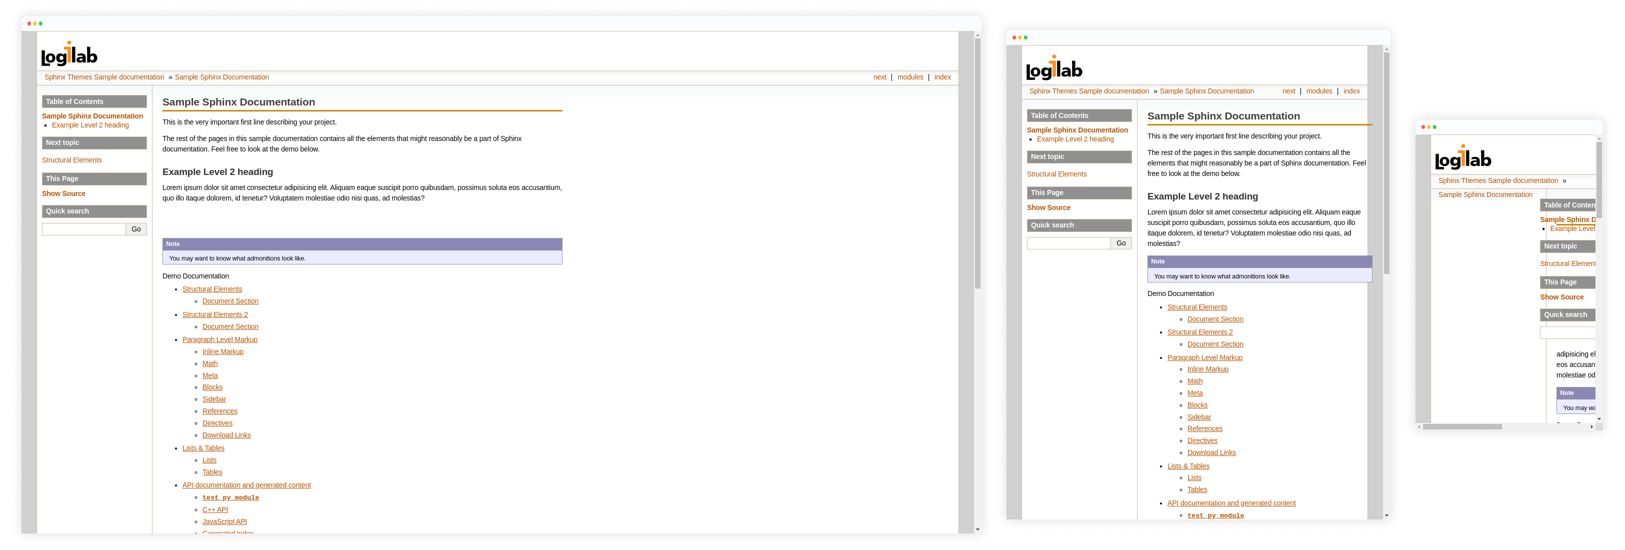 Logilab
Sphinx Themes Sample documentation » Sample Sphinx Documentation next | modules | index
Table of Contents
Sample Sphinx Documentation
Example Level 2 heading
Next topic
Structural Elements
This Page
Show Source
Quick search
Go
Sample Sphinx Documentation
This is the very important first line describing your project.
The rest of the pages in this sample documentation contains all the elements that might reasonably be a part of Sphinx
documentation. Feel free to look at the demo below.
Example Level 2 heading
Lorem ipsum dolor sit amet consectetur adipisicing elit. Aliquam eaque suscipit porro quibusdam, possimus soluta eos accusantium,
quo illo itaque dolorem, id tenetur? Voluptatem molestiae odio nisi quas, ad molestias?
Note
You may want to know what admonitions look like.
Demo Documentation
Structural Elements
Document Section
Structural Elements 2
Document Section
Paragraph Level Markup
Inline Markup
Math
Meta
Blocks
Sidebar
References
Directives
Download Links
Lists & Tables
Lists
Tables
API documentation and generated content
test_py_module
C++ API
JavaScript API
Generated Index
Logilab
Sphinx Themes Sample documentation » Sample Sphinx Documentation next | modules | index
Table of Contents
Sample Sphinx Documentation
Example Level 2 heading
Next topic
Structural Elements
This Page
Show Source
Quick search
Go
Sample Sphinx Documentation
This is the very important first line describing your project.
The rest of the pages in this sample documentation contains all the
elements that might reasonably be a part of Sphinx documentation. Feel
free to look at the demo below.
Example Level 2 heading
Lorem ipsum dolor sit amet consectetur adipisicing elit. Aliquam eaque
suscipit porro quibusdam, possimus soluta eos accusantium, quo illo
itaque dolorem, id tenetur? Voluptatem molestiae odio nisi quas, ad
molestias?
Note
You may want to know what admonitions look like.
Demo Documentation
Structural Elements
Document Section
Structural Elements 2
Document Section
Paragraph Level Markup
Inline Markup
Math
Meta
Blocks
Sidebar
References
Directives
Download Links
Lists & Tables
Lists
Tables
API documentation and generated content
test_py_module
Logilab
Sphinx Themes Sample documentation »
Sample Sphinx Documentation
Table of Conten
Sample Sphinx D
Example Level
Next topic
Structural Element
This Page
Show Source
Quick search
adipisicing el
eos accusan
molestiae od
Note
You may wa